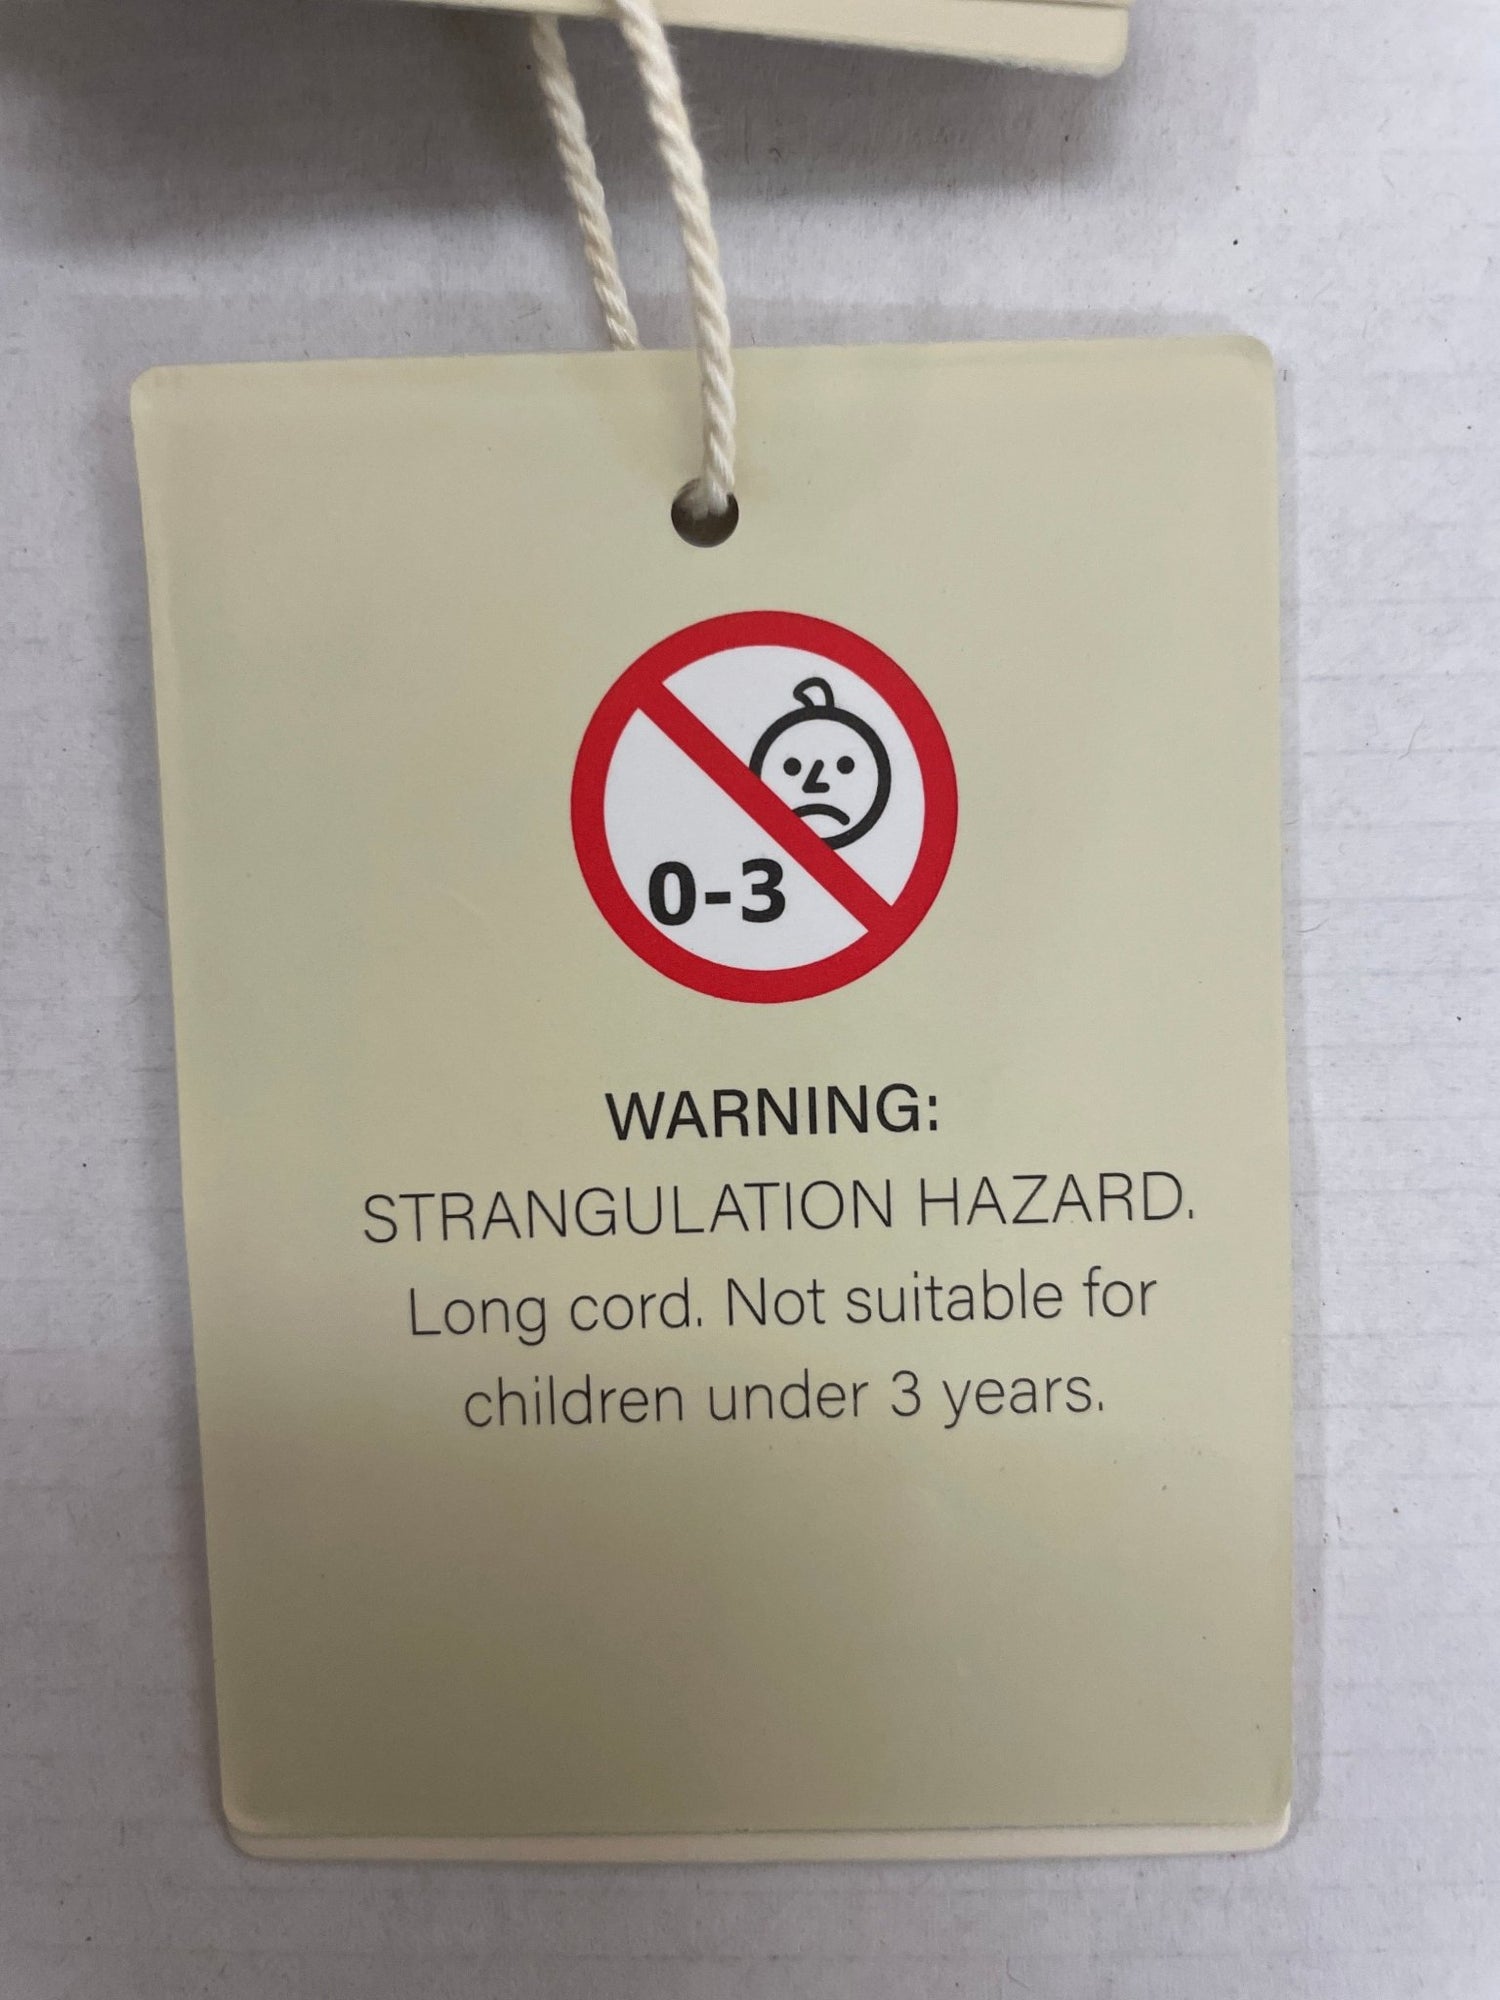 0-3
WARNING:
STRANGULATION HAZARD.
Long cord. Not suitable for
children under 3 years.